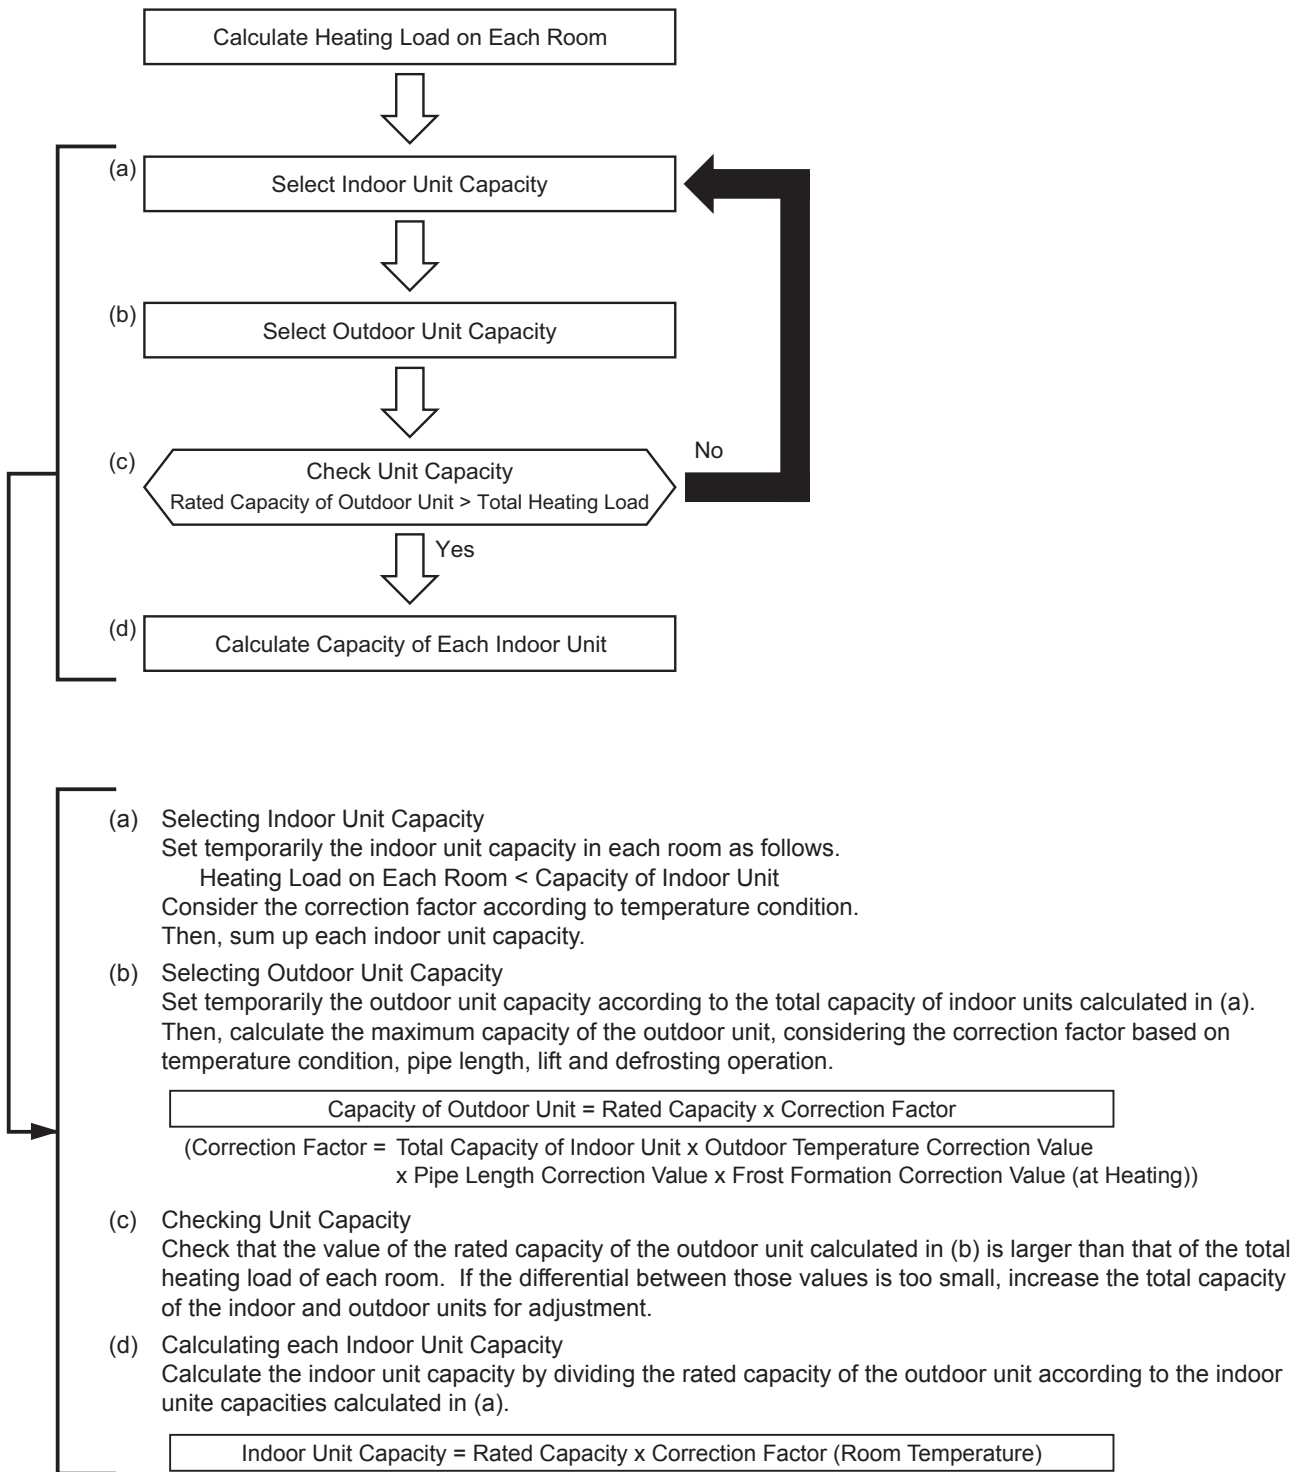 Calculate Heating Load on Each Room
(a)
Select Indoor Unit Capacity
(b)
Select Outdoor Unit Capacity
(c)
Check Unit Capacity
Rated Capacity of Outdoor Unit > Total Heating Load
No
Yes
(d)
Calculate Capacity of Each Indoor Unit
(a) Selecting Indoor Unit Capacity
Set temporarily the indoor unit capacity in each room as follows.
Heating Load on Each Room < Capacity of Indoor Unit
Consider the correction factor according to temperature condition.
Then, sum up each indoor unit capacity.
(b) Selecting Outdoor Unit Capacity
Set temporarily the outdoor unit capacity according to the total capacity of indoor units calculated in (a).
Then, calculate the maximum capacity of the outdoor unit, considering the correction factor based on
temperature condition, pipe length, lift and defrosting operation.
Capacity of Outdoor Unit = Rated Capacity x Correction Factor
(Correction Factor = Total Capacity of Indoor Unit x Outdoor Temperature Correction Value
x Pipe Length Correction Value x Frost Formation Correction Value (at Heating))
(c) Checking Unit Capacity
Check that the value of the rated capacity of the outdoor unit calculated in (b) is larger than that of the total
heating load of each room. If the differential between those values is too small, increase the total capacity
of the indoor and outdoor units for adjustment.
(d) Calculating each Indoor Unit Capacity
Calculate the indoor unit capacity by dividing the rated capacity of the outdoor unit according to the indoor
unite capacities calculated in (a).
Indoor Unit Capacity = Rated Capacity x Correction Factor (Room Temperature)